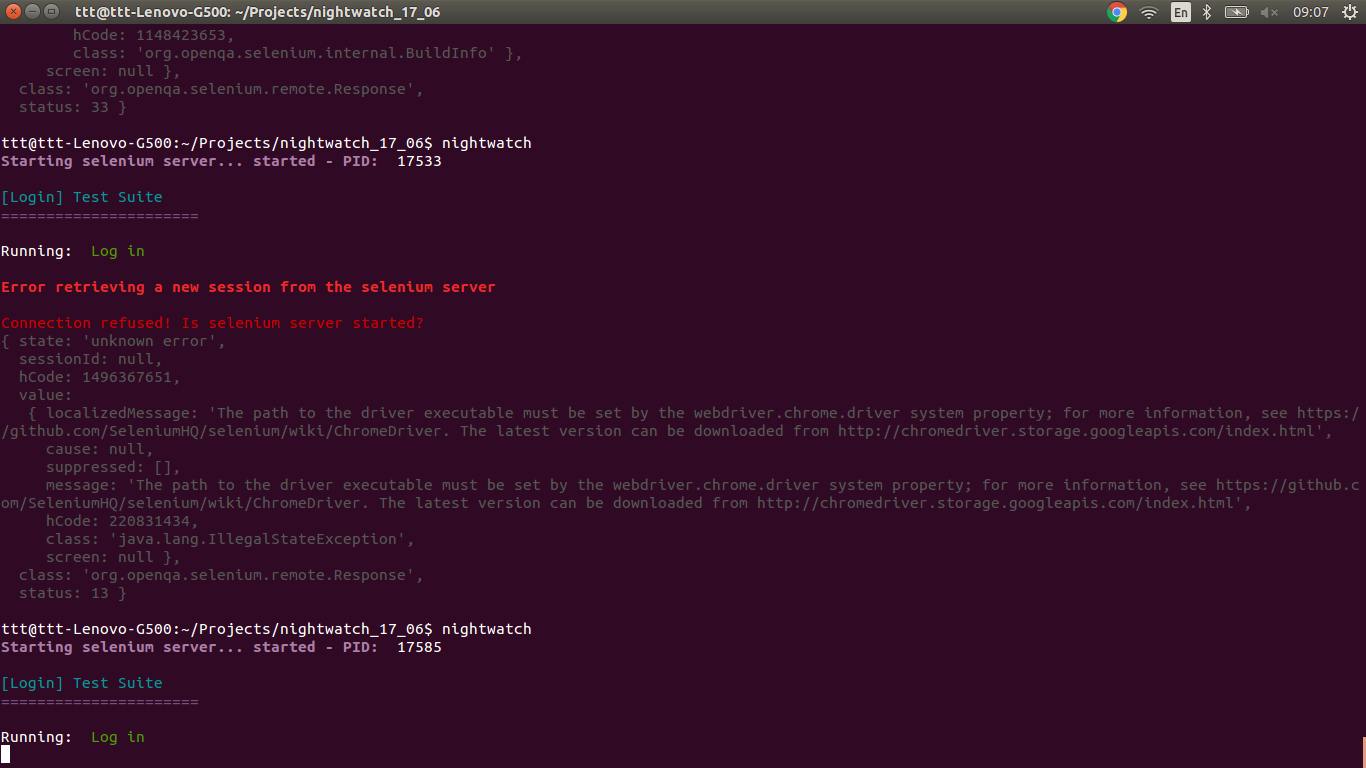 ttt@ttt-Lenovo-G500: ~/Projects/nightwatch_17_06
En
09:07
hCode: 1148423653,
class: 'org.openqa.selenium.internal.BuildInfo' },
screen: null },
class: 'org.openqa.selenium.remote.Response',
status: 33 }
ttt@ttt-Lenovo-G500:~/Projects/nightwatch_17_06$ nightwatch
Starting selenium server... started - PID:  17533
[Login] Test Suite
======================
Running:  Log in
Error retrieving a new session from the selenium server
Connection refused! Is selenium server started?
{ state: 'unknown error',
sessionId: null,
hCode: 1496367651,
value:
{ localizedMessage: 'The path to the driver executable must be set by the webdriver.chrome.driver system property; for more information, see https:/
/github.com/SeleniumHQ/selenium/wiki/ChromeDriver. The latest version can be downloaded from http://chromedriver.storage.googleapis.com/index.html',
cause: null,
suppressed: [],
message: 'The path to the driver executable must be set by the webdriver.chrome.driver system property; for more information, see https://github.c
om/SeleniumHQ/selenium/wiki/ChromeDriver. The latest version can be downloaded from http://chromedriver.storage.googleapis.com/index.html',
hCode: 220831434,
class: 'java.lang.IllegalStateException',
screen: null },
class: 'org.openqa.selenium.remote.Response',
status: 13 }
ttt@ttt-Lenovo-G500:~/Projects/nightwatch_17_06$ nightwatch
Starting selenium server... started - PID:  17585
[Login] Test Suite
======================
Running:  Log in